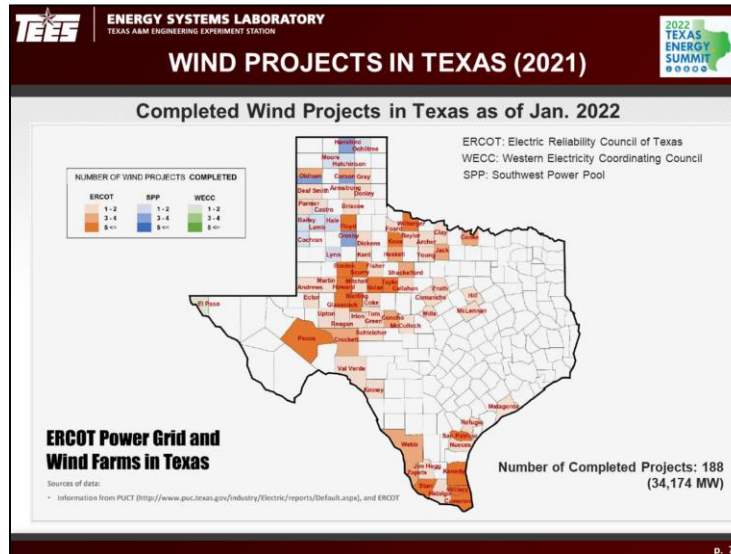 TEES
ENERGY SYSTEMS LABORATORY
TEXAS A&M ENGINEERING EXPERIMENT STATION
2022
TEXAS
ENERGY
SUMMIT
WIND PROJECTS IN TEXAS (2021)
Completed Wind Projects in Texas as of Jan. 2022
ERCOT: Electric Reliability Council of Texas
WECC: Western Electricity Coordinating Council
SPP: Southwest Power Pool
NUMBER OF WIND PROJECTS COMPLETED
ERCOT SPP WECC
1 - 2 1 - 2 1 - 2
3 - 4 3 - 4 3 - 4
5 <= 5 <= 5 <=
Hansford
Ochiltree
Moore
Hutchinson
Oldham Carson Gray
Armstrong
Deaf Smith Donley
Parmer Briscoe
Castro
Bailey Hale Floyd
Lamb
Cochran Crosby Dickens
Foard Wilbarger
Knox Baylor Archer Clay
Cooke
Jack
Lynn Kent Haskell Young
Borden Fisher
Scurry Shackelford
Martin Mitchell Taylor
Andrews Howard Nolan Callahan Erath
Ector Sterling Comanche Hill
Glasscock Coke
Upton Irion Tom Green Concho Mills McLennan
Reagan McCulloch
Schleicher
El Paso
Pecos Crockett
Val Verde
Kinney
Matagorda
Refugio
San Patricio
Nueces
Webb
Jim Hogg
Zapata Kenedy
Starr Willacy
Hidalgo
Cameron
ERCOT Power Grid and
Wind Farms in Texas
Number of Completed Projects: 188
(34,174 MW)
Sources of data:
• Information from PUCT (http://www.puc.texas.gov/industry/Electric/reports/Default.aspx), and ERCOT